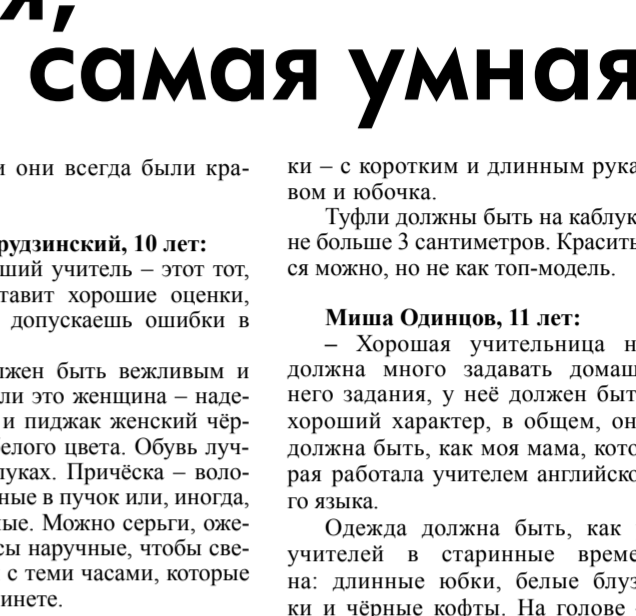 я,
самая умная
и они всегда были кра-
рудзинский, 10 лет:
ший учитель – этот тот,
тавит хорошие оценки,
допускаешь ошибки в
лжен быть вежливым и
ли это женщина – наде-
и пиджак женский чёр-
елого цвета. Обувь луч-
луках. Причёска – воло-
ные в пучок или, иногда,
ые. Можно серьги, оже-
сы наручные, чтобы све-
с теми часами, которые
инете.
ки – с коротким и длинным рука
вом и юбочка.
Туфли должны быть на каблук
не больше 3 сантиметров. Красить
ся можно, но не как топ-модель.
Миша Одинцов, 11 лет:
– Хорошая учительница н
должна много задавать домаш
него задания, у неё должен быт
хороший характер, в общем, он
должна быть, как моя мама, кото
рая работала учителем английско
го языка.
Одежда должна быть, как
учителей в старинные време
на: длинные юбки, белые блуз
ки и чёрные кофты. На голове